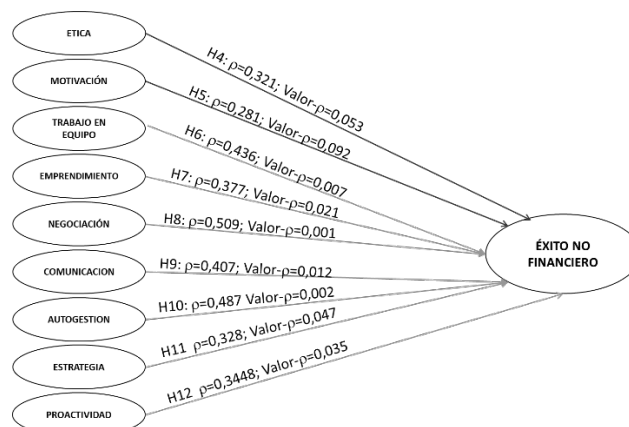 ETICA
H4: ρ=0,321; Valor-ρ=0,053
MOTIVACIÓN
H5: ρ=0,281; Valor-ρ=0,092
TRABAJO EN
EQUIPO
H6: ρ=0,436; Valor-ρ=0,007
EMPRENDIMIENTO
H7: ρ=0,377; Valor-ρ=0,021
NEGOCIACIÓN
H8: ρ=0,509; Valor-ρ=0,001
ÉXITO NO
FINANCIERO
COMUNICACION
H9: ρ=0,407; Valor-ρ=0,012
AUTOGESTION
H10: ρ=0,487 Valor-ρ=0,002
ESTRATEGIA
H11 ρ=0,328; Valor-ρ=0,047
PROACTIVIDAD
H12 ρ=0,3448; Valor-ρ=0,035